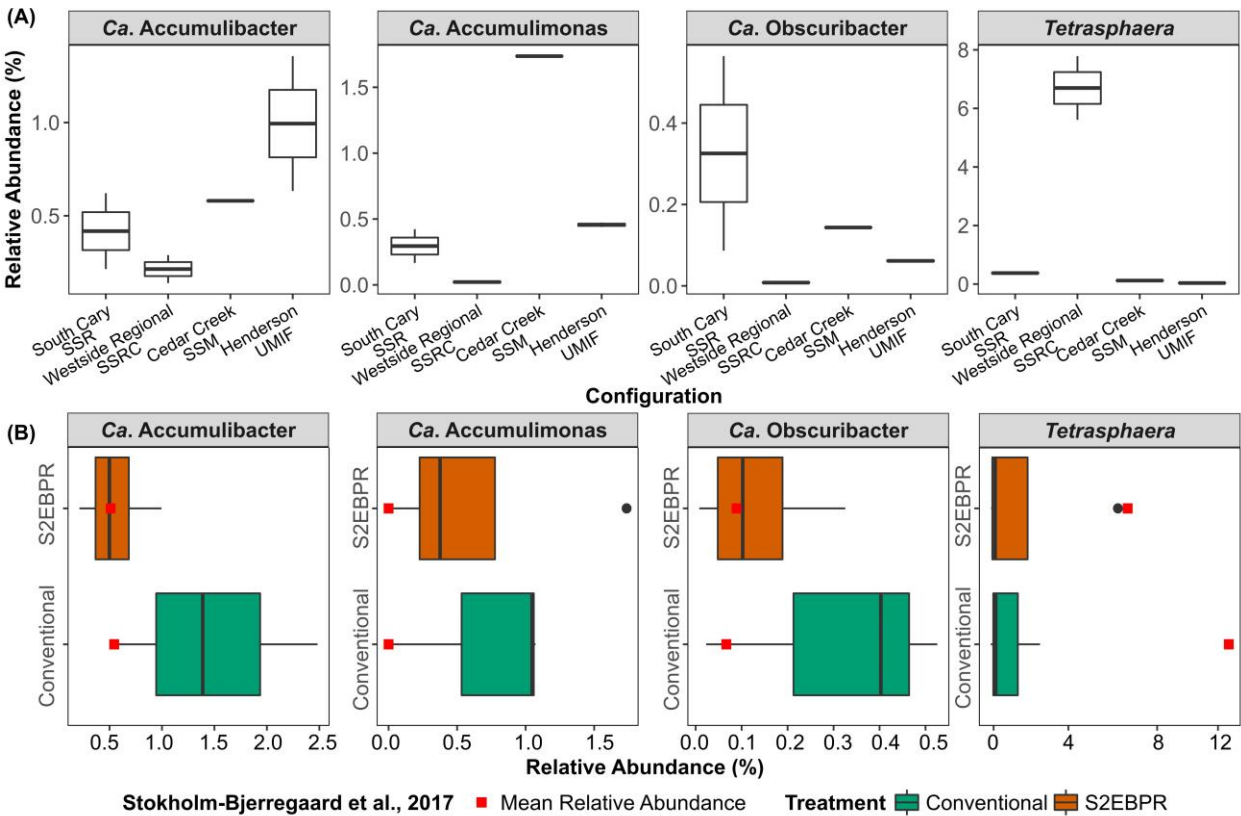 (A)
Ca. Accumulibacter
Ca. Accumulimonas
Ca. Obscuribacter
Tetrasphaera
Relative Abundance (%)
1.0
0.5
1.5
1.0
0.5
0.0
0.4
0.2
0.0
8
6
4
2
0
South Cary
SSR
Westside Regional
SSRC
Cedar Creek
SSM
Henderson
UMIF
South Cary
SSR
Westside Regional
SSRC
Cedar Creek
SSM
Henderson
UMIF
South Cary
SSR
Westside Regional
SSRC
Cedar Creek
SSM
Henderson
UMIF
South Cary
SSR
Westside Regional
SSRC
Cedar Creek
SSM
Henderson
UMIF
Configuration
(B)
Ca. Accumulibacter
Ca. Accumulimonas
Ca. Obscuribacter
Tetrasphaera
S2EBPR
Conventional
S2EBPR
Conventional
S2EBPR
Conventional
S2EBPR
Conventional
0.5 1.0 1.5 2.0 2.5
0.0 0.5 1.0 1.5
0.0 0.1 0.2 0.3 0.4 0.5
0 4 8 12
Relative Abundance (%)
Stokholm-Bjerregaard et al., 2017 Mean Relative Abundance Treatment Conventional S2EBPR